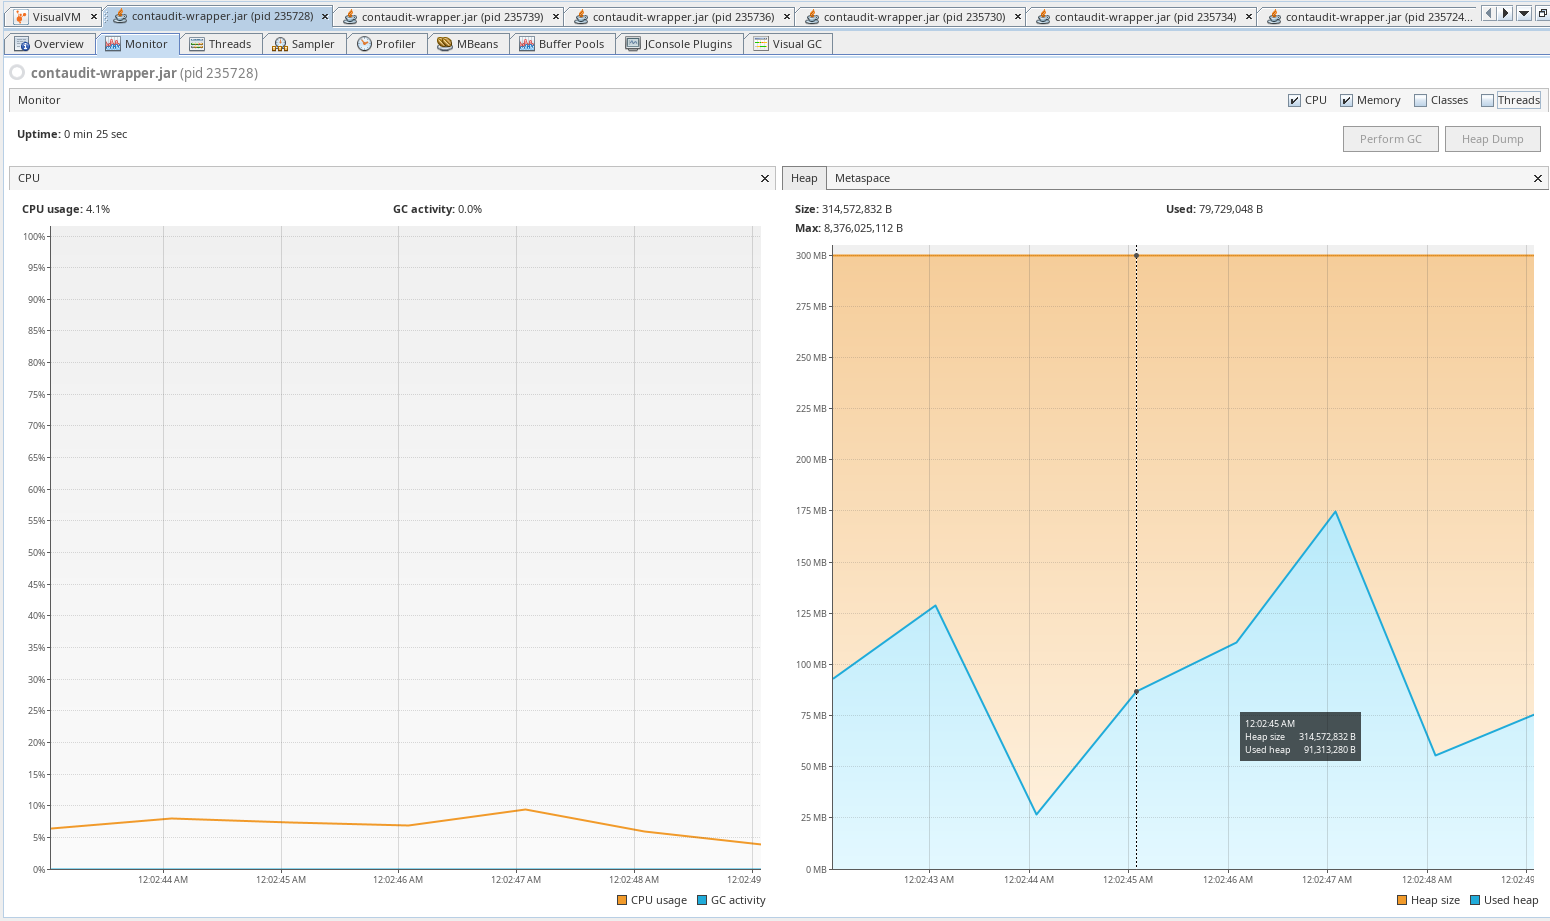 VisualVM
contaudit-wrapper.jar (pid 235728)
contaudit-wrapper.jar (pid 235739)
contaudit-wrapper.jar (pid 235736)
contaudit-wrapper.jar (pid 235730)
contaudit-wrapper.jar (pid 235734)
contaudit-wrapper.jar (pid 235724...
Overview
Monitor
Threads
Sampler
Profiler
MBeans
Buffer Pools
JConsole Plugins
Visual GC
contaudit-wrapper.jar (pid 235728)
Monitor
CPU
Memory
Classes
Threads
Uptime: 0 min 25 sec
Perform GC
Heap Dump
CPU
CPU usage: 4.1%
GC activity: 0.0%
100%
95%
90%
85%
80%
75%
70%
65%
60%
55%
50%
45%
40%
35%
30%
25%
20%
15%
10%
5%
0%
12:02:44 AM
12:02:45 AM
12:02:46 AM
12:02:47 AM
12:02:48 AM
12:02:49
CPU usage
GC activity
Heap
Metaspace
Size: 314,572,832 B
Used: 79,729,048 B
Max: 8,376,025,112 B
300 MB
275 MB
250 MB
225 MB
200 MB
175 MB
150 MB
125 MB
100 MB
75 MB
50 MB
25 MB
0 MB
12:02:45 AM
Heap size 314,572,832 B
Used heap 91,313,280 B
12:02:43 AM
12:02:44 AM
12:02:45 AM
12:02:46 AM
12:02:47 AM
12:02:48 AM
12:02:49
Heap size
Used heap